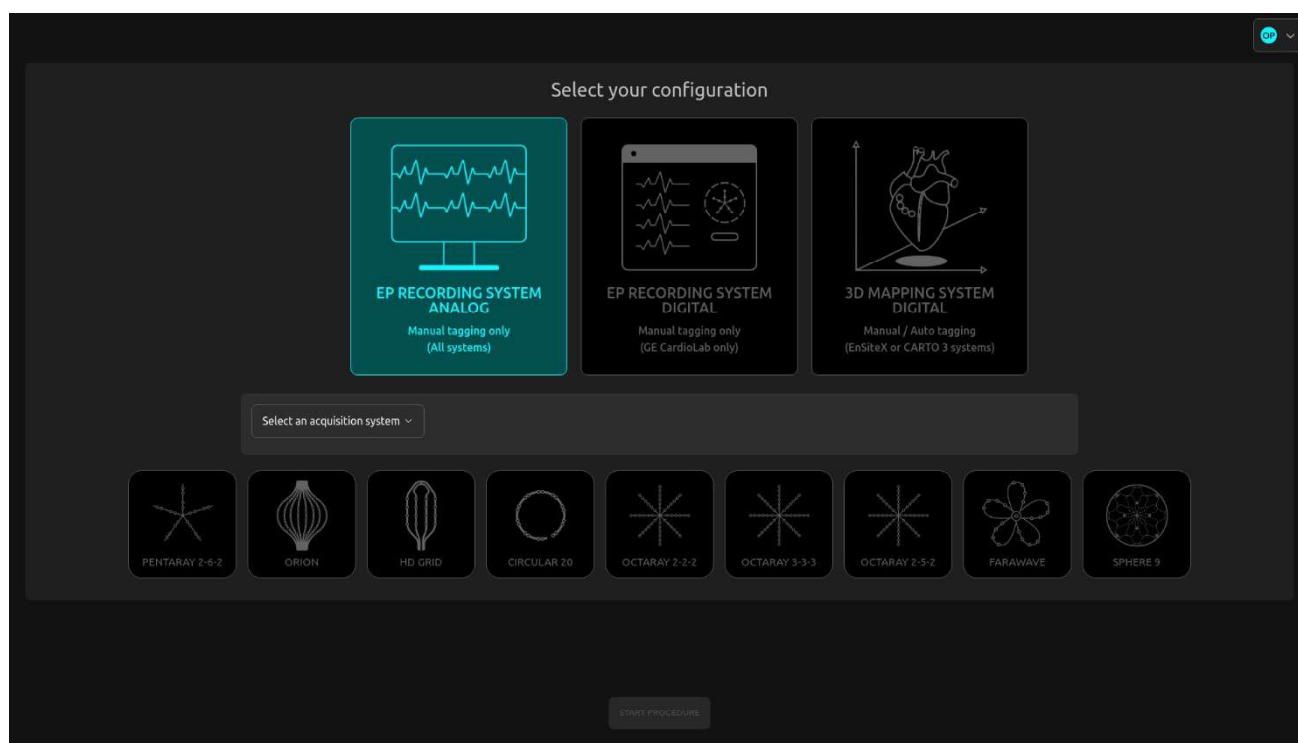 OP
Select your configuration
EP RECORDING SYSTEM
ANALOG
Manual tagging only
(All systems)
EP RECORDING SYSTEM
DIGITAL
Manual tagging only
(GE CardioLab only)
3D MAPPING SYSTEM
DIGITAL
Manual / Auto tagging
(EnSiteX or CARTO 3 systems)
Select an acquisition system
PENTARAY 2-6-2
ORION
HD GRID
CIRCULAR 20
OCTARAY 2-2-2
OCTARAY 3-3-3
OCTARAY 2-5-2
FARAWAVE
SPHERE 9
START PROCEDURE